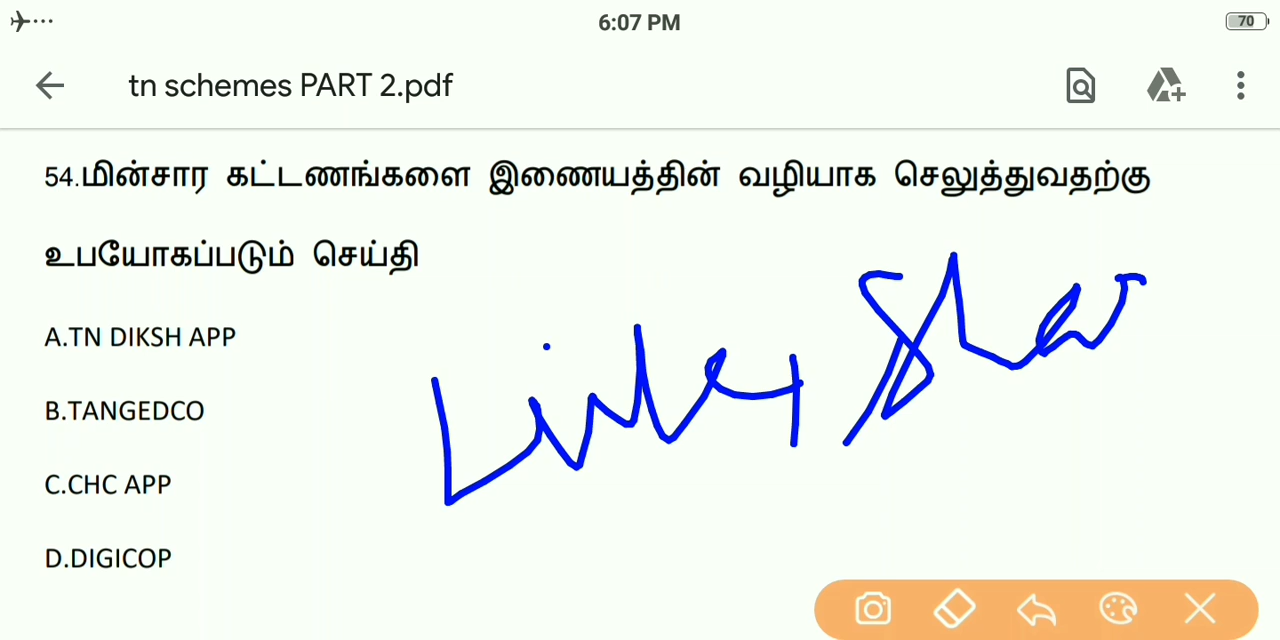 6:07 PM
70
tn schemes PART 2.pdf
54.மின்சார கட்டணங்களை இணையத்தின் வழியாக செலுத்துவதற்கு
உபயோகப்படும் செய்தி
A.TN DIKSH APP
B.TANGEDCO
C.CHC APP
D.DIGICOP